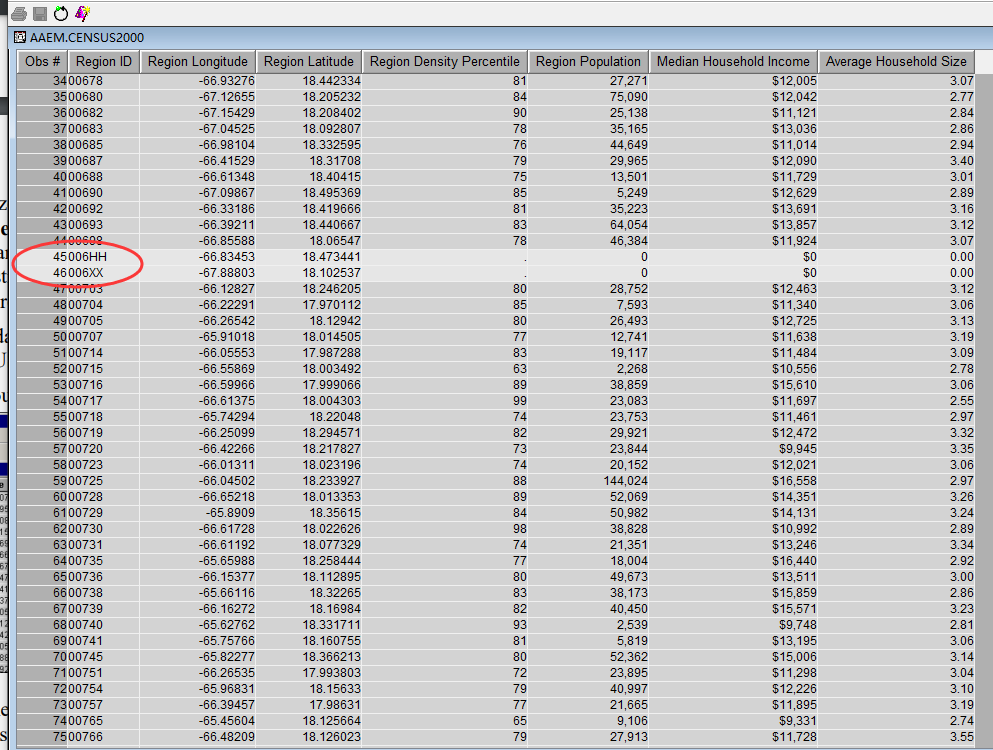 AAEM.CENSUS2000
Obs # Region ID Region Longitude Region Latitude Region Density Percentile Region Population Median Household Income Average Household Size
34 00678 -66.93276 18.442334 81 27,271 $12,005 3.07
35 00680 -67.12655 18.205232 84 75,090 $12,042 2.77
36 00682 -67.15429 18.208402 90 25,138 $11,121 2.84
37 00683 -67.04525 18.092807 78 35,165 $13,036 2.86
38 00685 -66.98104 18.332595 76 44,649 $11,014 2.94
39 00687 -66.41529 18.31708 79 29,965 $12,090 3.40
40 00688 -66.61348 18.40415 75 13,501 $11,729 3.01
41 00690 -67.09867 18.495369 85 5,249 $12,629 2.89
42 00692 -66.33186 18.419666 81 35,223 $13,691 3.16
43 00693 -66.39211 18.440667 83 64,054 $13,857 3.12
44 00698 -66.85588 18.06547 78 46,384 $11,924 3.07
45 006HH -66.83453 18.473441 . 0 $0 0.00
46 006XX -67.88803 18.102537 . 0 $0 0.00
47 00703 -66.12827 18.246205 80 28,752 $12,463 3.12
48 00704 -66.22291 17.970112 85 7,593 $11,340 3.06
49 00705 -66.26542 18.12942 80 26,493 $12,725 3.13
50 00707 -65.91018 18.014505 77 12,741 $11,638 3.19
51 00714 -66.05553 17.987288 83 19,117 $11,484 3.09
52 00715 -66.55869 18.003492 63 2,268 $10,556 2.78
53 00716 -66.59966 17.999066 89 38,859 $15,610 3.06
54 00717 -66.61375 18.004303 99 23,083 $11,697 2.55
55 00718 -65.74294 18.22048 74 23,753 $11,461 2.97
56 00719 -66.25099 18.294571 82 29,921 $12,472 3.32
57 00720 -66.42266 18.217827 73 23,844 $9,945 3.35
58 00723 -66.01311 18.023196 74 20,152 $12,021 3.06
59 00725 -66.04502 18.233927 88 144,024 $16,558 2.97
60 00728 -66.65218 18.013353 89 52,069 $14,351 3.26
61 00729 -65.8909 18.35615 84 50,982 $14,131 3.24
62 00730 -66.61728 18.022626 98 38,828 $10,992 2.89
63 00731 -66.61192 18.077329 74 21,351 $13,246 3.34
64 00735 -65.65988 18.258444 77 18,004 $16,440 2.92
65 00736 -66.15377 18.112895 80 49,673 $13,511 3.00
66 00738 -65.66116 18.32265 83 38,173 $15,859 2.86
67 00739 -66.16272 18.16984 82 40,450 $15,571 3.23
68 00740 -65.62762 18.331711 93 2,539 $9,748 2.81
69 00741 -65.75766 18.160755 81 5,819 $13,195 3.06
70 00745 -65.82277 18.366213 80 52,362 $15,006 3.14
71 00751 -66.26535 17.993803 72 23,895 $11,298 3.04
72 00754 -65.96831 18.15633 79 40,997 $12,226 3.10
73 00757 -66.39457 17.98631 77 21,665 $11,895 3.19
74 00765 -65.45604 18.125664 65 9,106 $9,331 2.74
75 00766 -66.48209 18.126023 79 27,913 $11,728 3.55